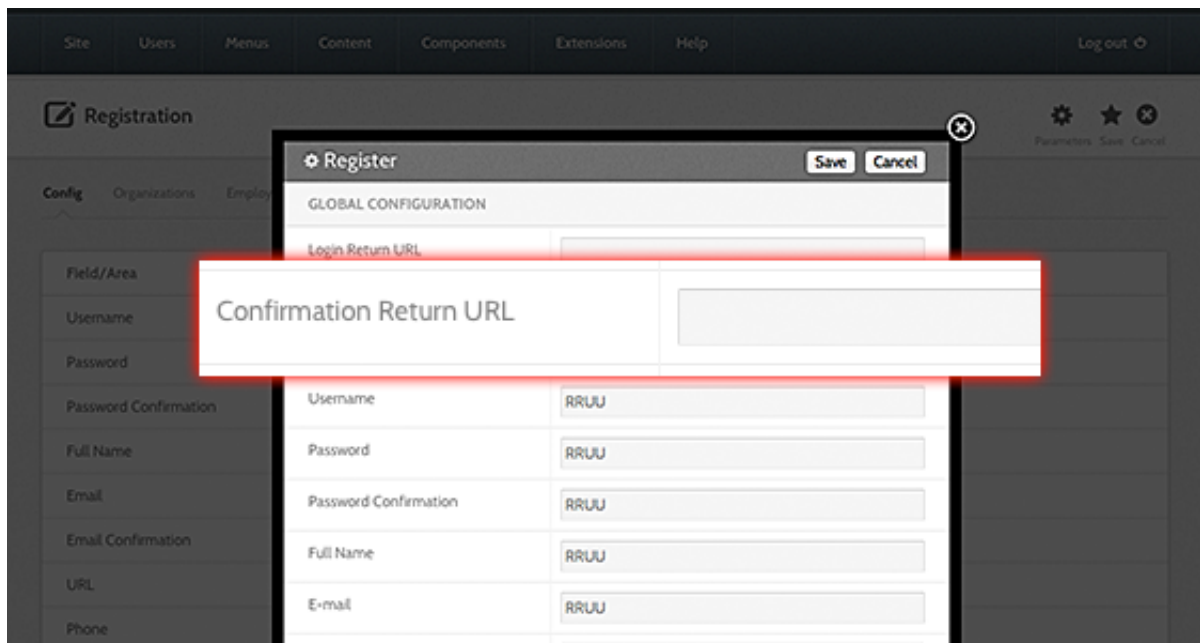 Site Users Menus Content Components Extensions Help Log out
Registration
Parameters Save Cancel
Config Organizations Employ
Field/Area
Username
Password
Password Confirmation
Full Name
Email
Email Confirmation
URL
Phone
Register Save Cancel
GLOBAL CONFIGURATION
Login Return URL
Confirmation Return URL
Username RRUU
Password RRUU
Password Confirmation RRUU
Full Name RRUU
E-mail RRUU